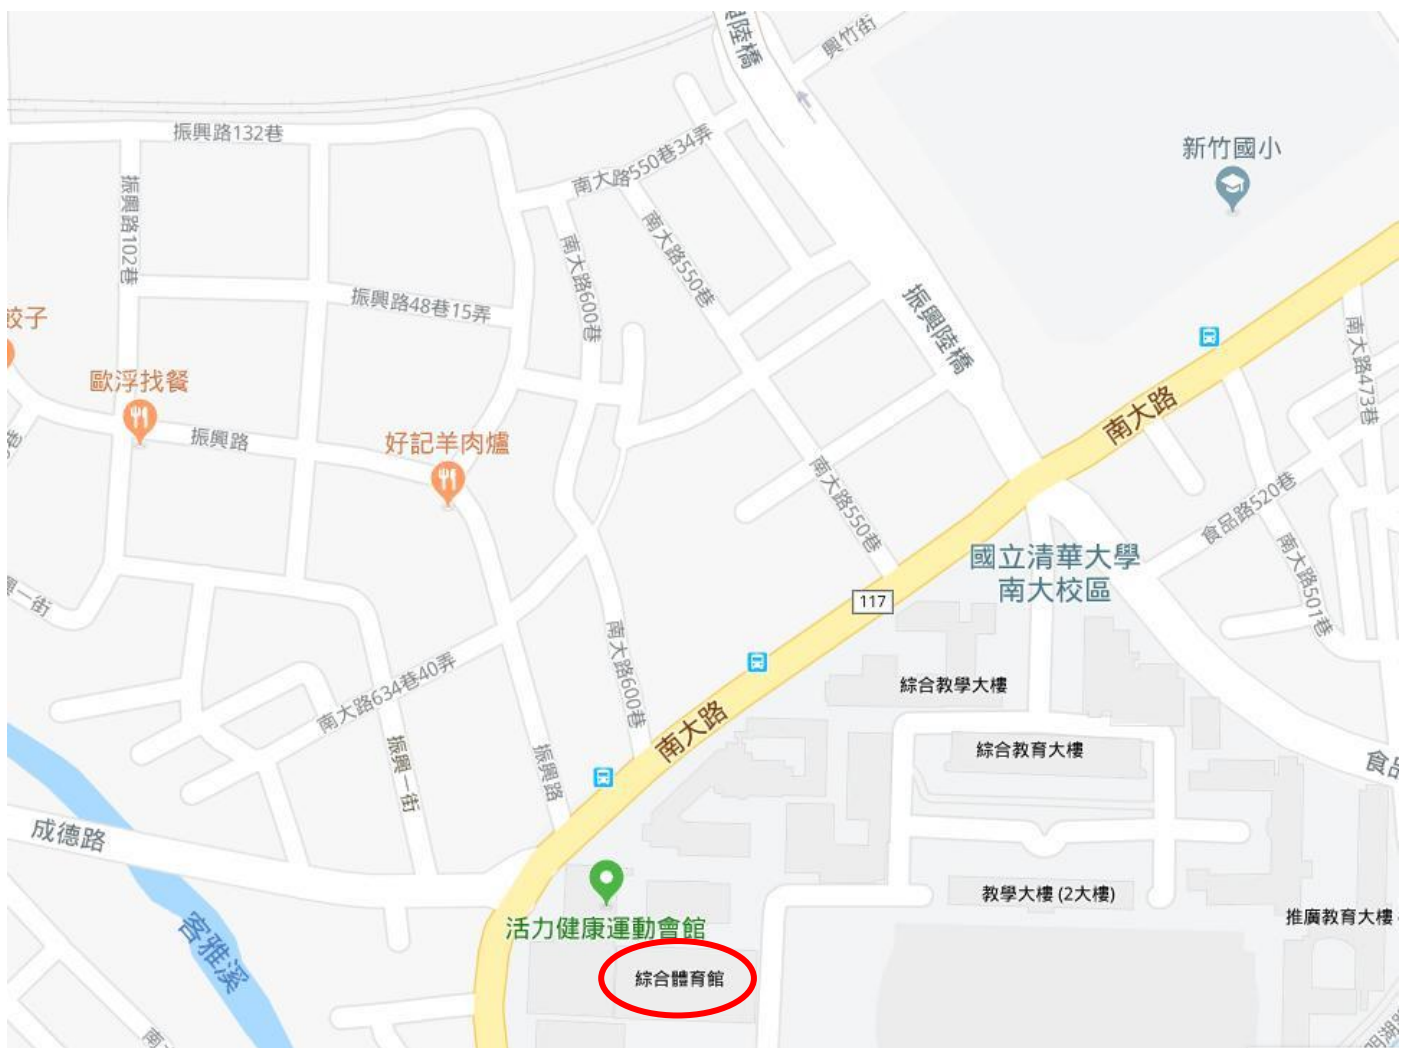 陸橋
興竹街
振興路132巷
南大路550巷34弄
新竹國小
振興路102巷
南大路600巷
南大路550巷
振興路48巷15弄
振興陸橋
餃子
南大路473巷
歐浮找餐
振興路
好記羊肉爐
南大路
南大路550巷
食品路520巷
國立清華大學
南大校區
南大路501巷
117
南大路600巷
南大路634巷40弄
綜合教學大樓
南大路
綜合教育大樓
振興一街
振興路
成德路
教學大樓 (2大樓)
推廣教育大樓
活力健康運動會館
客雅溪
綜合體育館